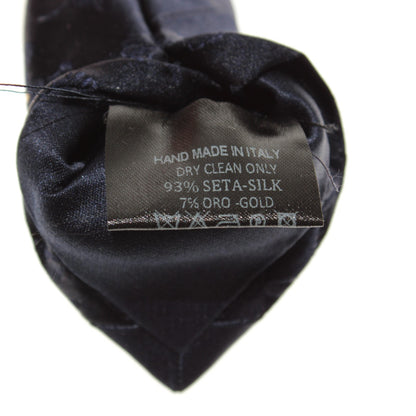 HAND MADE IN ITALY
DRY CLEAN ONLY
93% SETA-SILK
7% ORO -GOLD